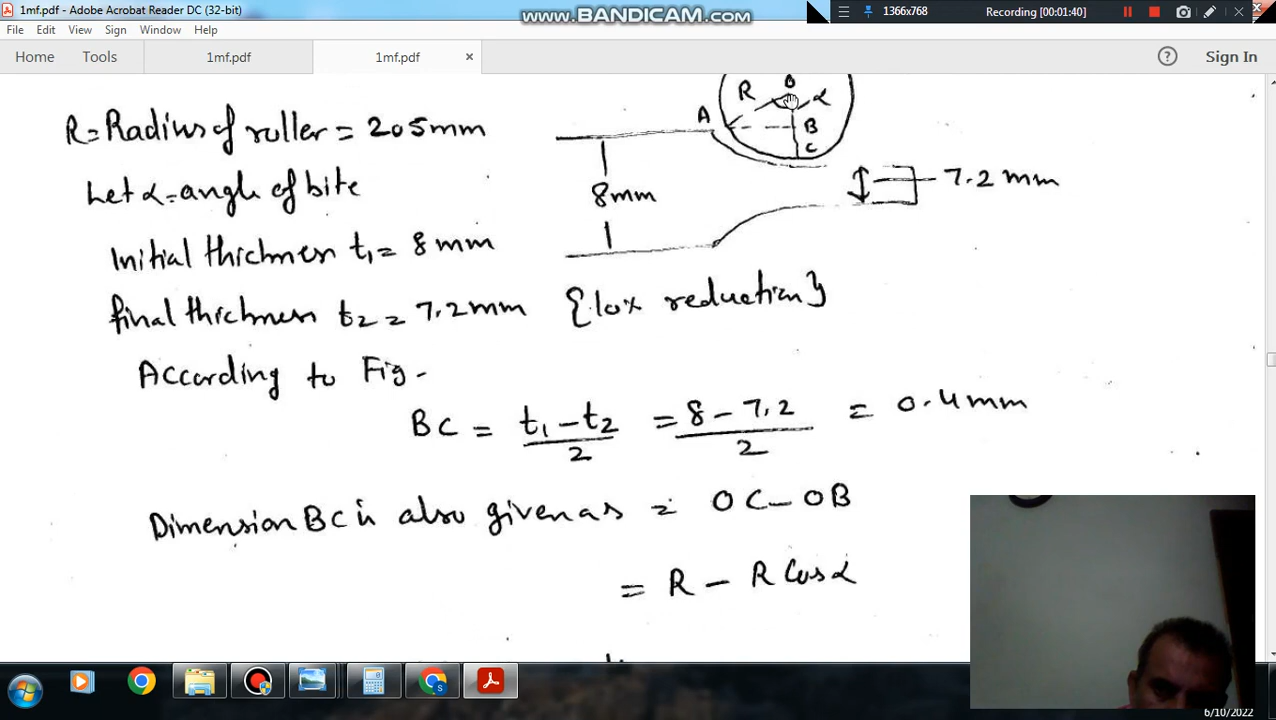 1mf.pdf - Adobe Acrobat Reader DC (32-bit)
www.BANDICAM.com
1366x768
Recording [00:01:40]
File Edit View Sign Window Help
Home Tools 1mf.pdf 1mf.pdf × ? Sign In
O
R α
A B
C
R = Radius of roller = 205mm
8mm
7.2 mm
Let α = angle of bite
Initial thickness t1 = 8 mm
final thickness t2 = 7.2mm {10% reduction}
According to Fig -
BC = t1 - t2 / 2 = 8 - 7.2 / 2 = 0.4mm
Dimension BC is also given as = OC - OB
= R - R Cos α
6/10/2022